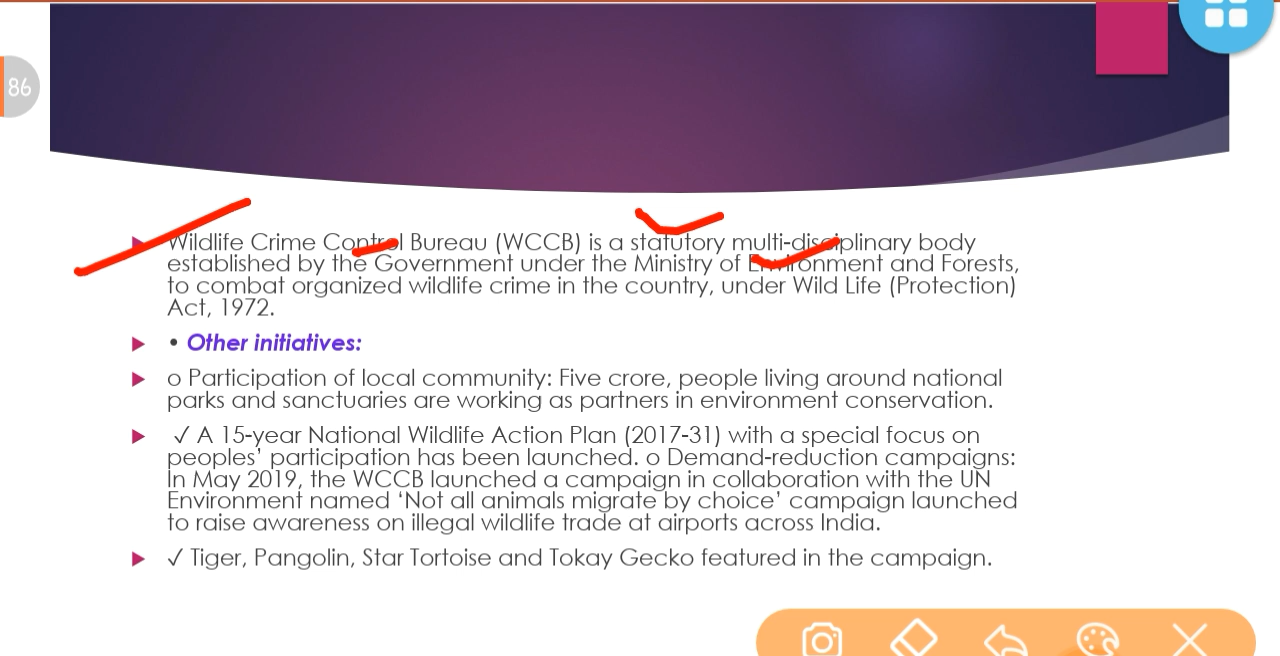 86
Wildlife Crime Control Bureau (WCCB) is a statutory multi-disciplinary body
established by the Government under the Ministry of Environment and Forests,
to combat organized wildlife crime in the country, under Wild Life (Protection)
Act, 1972.
• Other initiatives:
o Participation of local community: Five crore, people living around national
parks and sanctuaries are working as partners in environment conservation.
✓ A 15-year National Wildlife Action Plan (2017-31) with a special focus on
peoples’ participation has been launched. o Demand-reduction campaigns:
In May 2019, the WCCB launched a campaign in collaboration with the UN
Environment named ‘Not all animals migrate by choice’ campaign launched
to raise awareness on illegal wildlife trade at airports across India.
✓ Tiger, Pangolin, Star Tortoise and Tokay Gecko featured in the campaign.